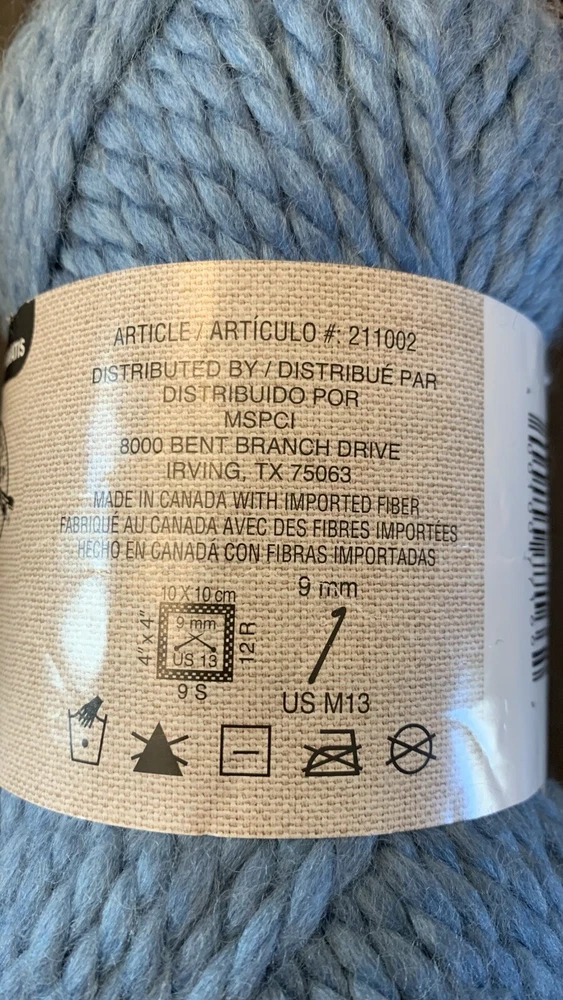 ARTICLE / ARTÍCULO #: 211002
DISTRIBUTED BY / DISTRIBUÉ PAR
DISTRIBUIDO POR
MSPCI
8000 BENT BRANCH DRIVE
IRVING, TX 75063
MADE IN CANADA WITH IMPORTED FIBER
FABRIQUÉ AU CANADA AVEC DES FIBRES IMPORTÉES
HECHO EN CANADÁ CON FIBRAS IMPORTADAS
10 X 10 cm
4" x 4"
9 mm
US 13
12 R
9 S
9 mm
US M13